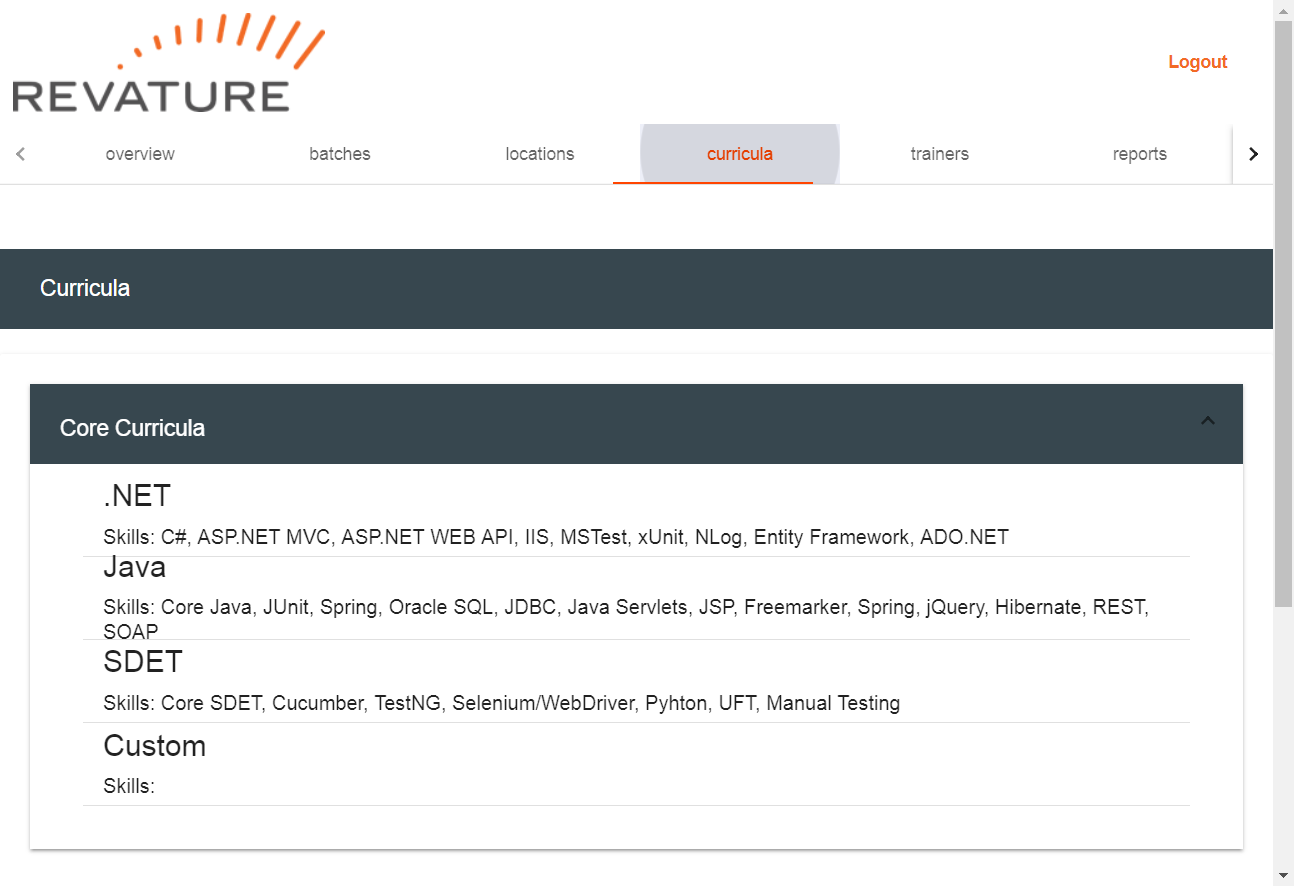 REVATURE
Logout
overview
batches
locations
curricula
trainers
reports
Curricula
Core Curricula
.NET
Skills: C#, ASP.NET MVC, ASP.NET WEB API, IIS, MSTest, xUnit, NLog, Entity Framework, ADO.NET
Java
Skills: Core Java, JUnit, Spring, Oracle SQL, JDBC, Java Servlets, JSP, Freemarker, Spring, jQuery, Hibernate, REST,
SOAP
SDET
Skills: Core SDET, Cucumber, TestNG, Selenium/WebDriver, Pyhton, UFT, Manual Testing
Custom
Skills: